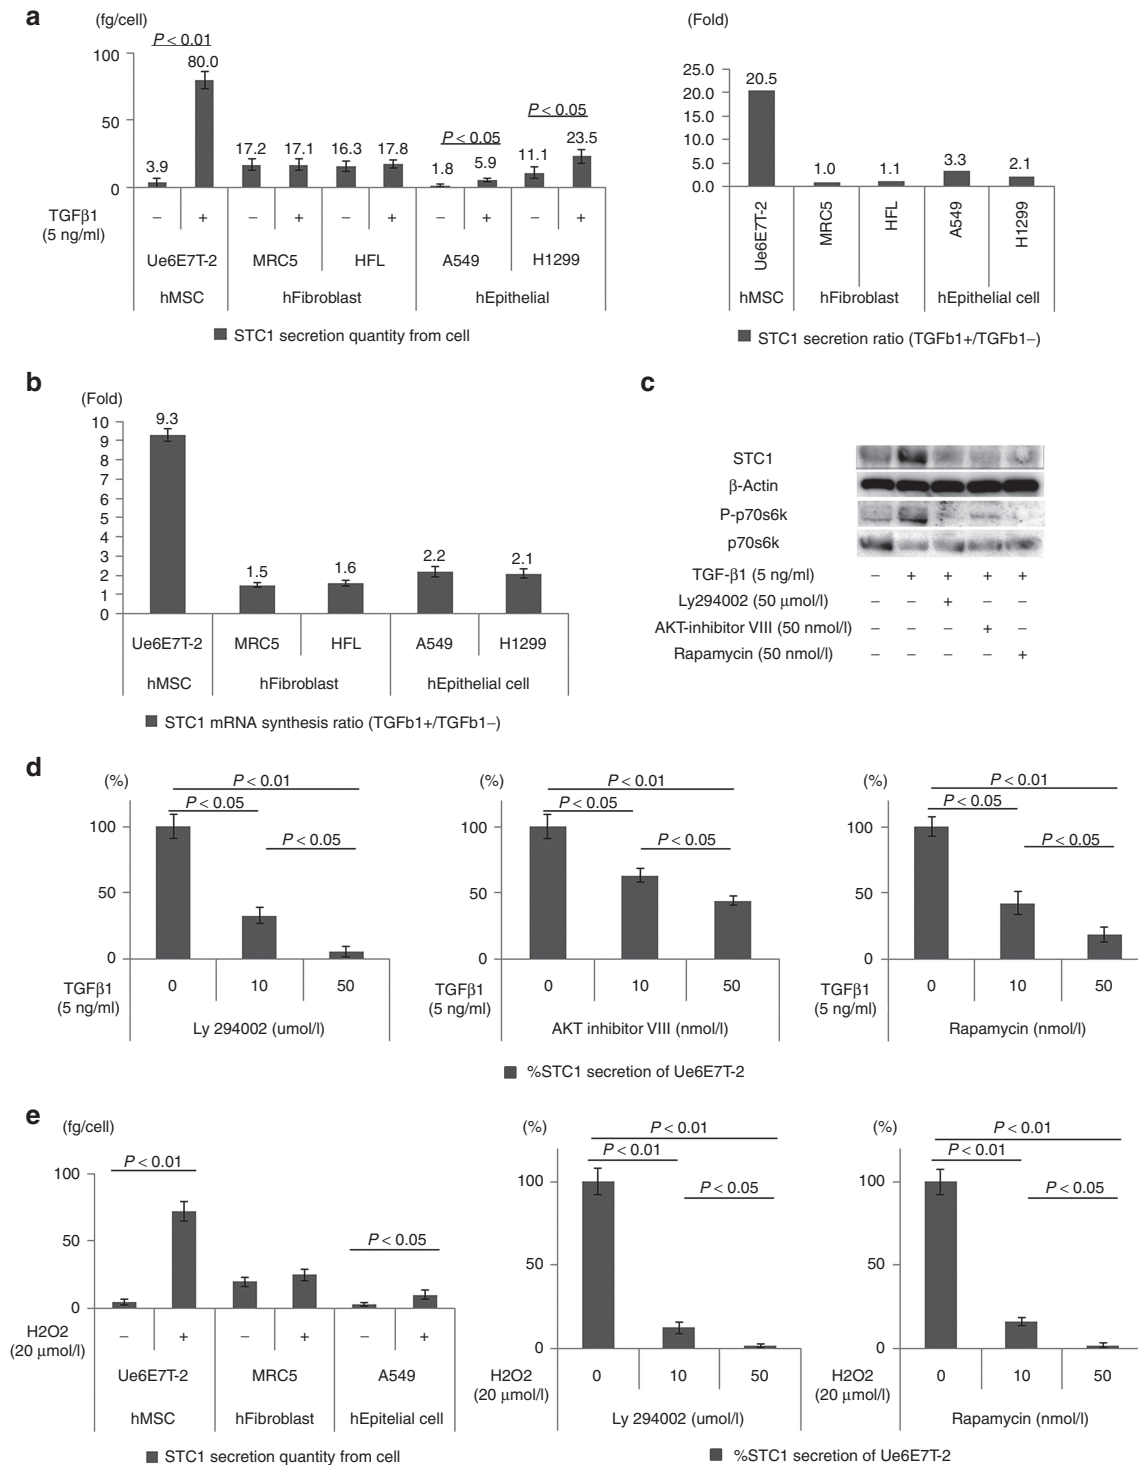 a
(fg/cell)
P < 0.01
80.0
100
50
0
3.9
17.2
17.1
16.3
17.8
P < 0.05
1.8
5.9
P < 0.05
11.1
23.5
TGFβ1
(5 ng/ml)
− + − + − + − + − +
Ue6E7T-2 MRC5 HFL A549 H1299
hMSC hFibroblast hEpithelial
STC1 secretion quantity from cell
(Fold)
25.0
20.0
15.0
10.0
5.0
0.0
20.5
1.0
1.1
3.3
2.1
Ue6E7T-2
MRC5
HFL
A549
H1299
hMSC hFibroblast hEpithelial cell
STC1 secretion ratio (TGFb1+/TGFb1−)
b
(Fold)
10
9
8
7
6
5
4
3
2
1
0
9.3
1.5
1.6
2.2
2.1
Ue6E7T-2 MRC5 HFL A549 H1299
hMSC hFibroblast hEpithelial cell
STC1 mRNA synthesis ratio (TGFb1+/TGFb1−)
c
STC1
β-Actin
P-p70s6k
p70s6k
TGF-β1 (5 ng/ml) − + + + +
Ly294002 (50 μmol/l) − − + − −
AKT-inhibitor VIII (50 nmol/l) − − − + −
Rapamycin (50 nmol/l) − − − − +
d
(%)
P < 0.01
P < 0.05
P < 0.05
100
50
0
TGFβ1
(5 ng/ml)
0 10 50
Ly 294002 (umol/l)
(%)
P < 0.01
P < 0.05
P < 0.05
100
50
0
TGFβ1
(5 ng/ml)
0 10 50
AKT inhibitor VIII (nmol/l)
(%)
P < 0.01
P < 0.05
P < 0.05
100
50
0
TGFβ1
(5 ng/ml)
0 10 50
Rapamycin (nmol/l)
%STC1 secretion of Ue6E7T-2
e
(fg/cell)
P < 0.01
100
50
0
P < 0.05
H2O2
(20 μmol/l)
− + − + − +
Ue6E7T-2 MRC5 A549
hMSC hFibroblast hEpitelial cell
STC1 secretion quantity from cell
(%)
P < 0.01
P < 0.01
P < 0.05
100
50
0
H2O2
(20 μmol/l)
0 10 50
Ly 294002 (umol/l)
(%)
P < 0.01
P < 0.01
P < 0.05
100
50
0
H2O2
(20 μmol/l)
0 10 50
Rapamycin (nmol/l)
%STC1 secretion of Ue6E7T-2